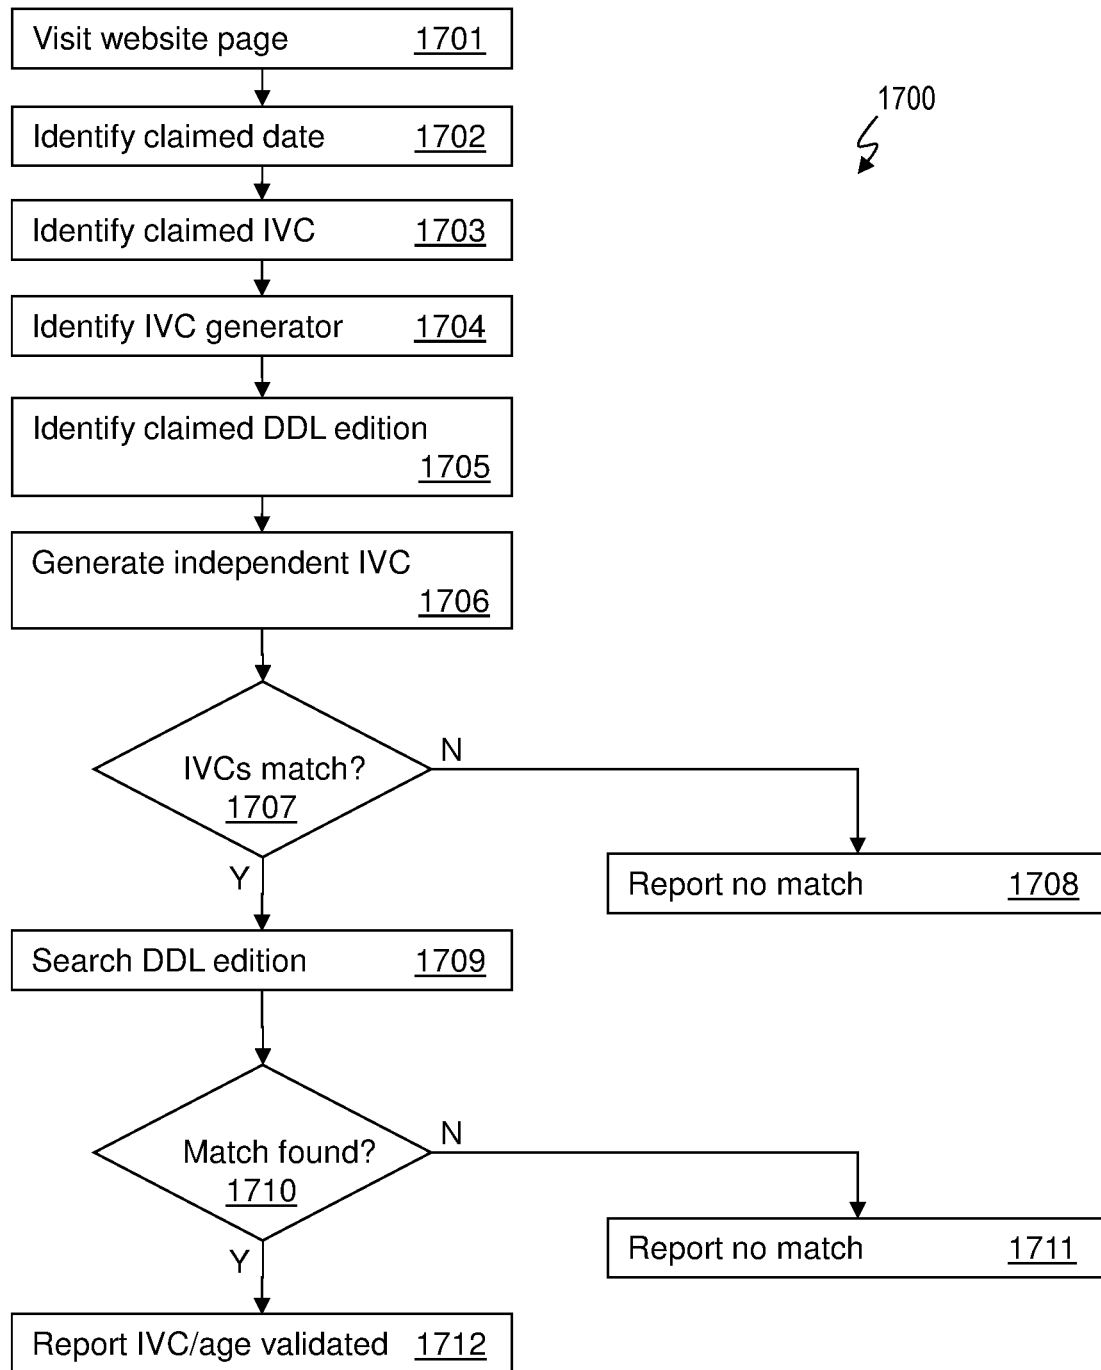 Visit website page 1701
1700
Identify claimed date 1702
Identify claimed IVC 1703
Identify IVC generator 1704
Identify claimed DDL edition
1705
Generate independent IVC
1706
N
IVCs match?
1707
Y
Report no match 1708
Search DDL edition 1709
N
Match found?
1710
Y
Report no match 1711
Report IVC/age validated 1712